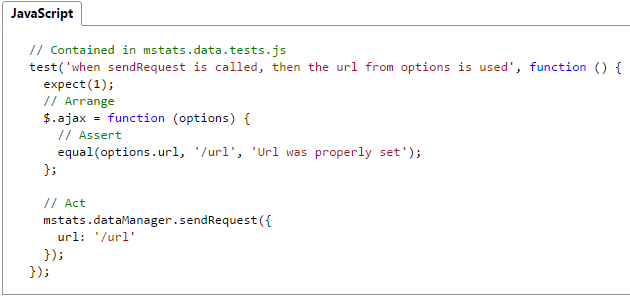 JavaScript
// Contained in mstats.data.tests.js
test('when sendRequest is called, then the url from options is used', function () {
  expect(1);
  // Arrange
  $.ajax = function (options) {
    // Assert
    equal(options.url, '/url', 'Url was properly set');
  };
  // Act
  mstats.dataManager.sendRequest({
    url: '/url'
  });
});